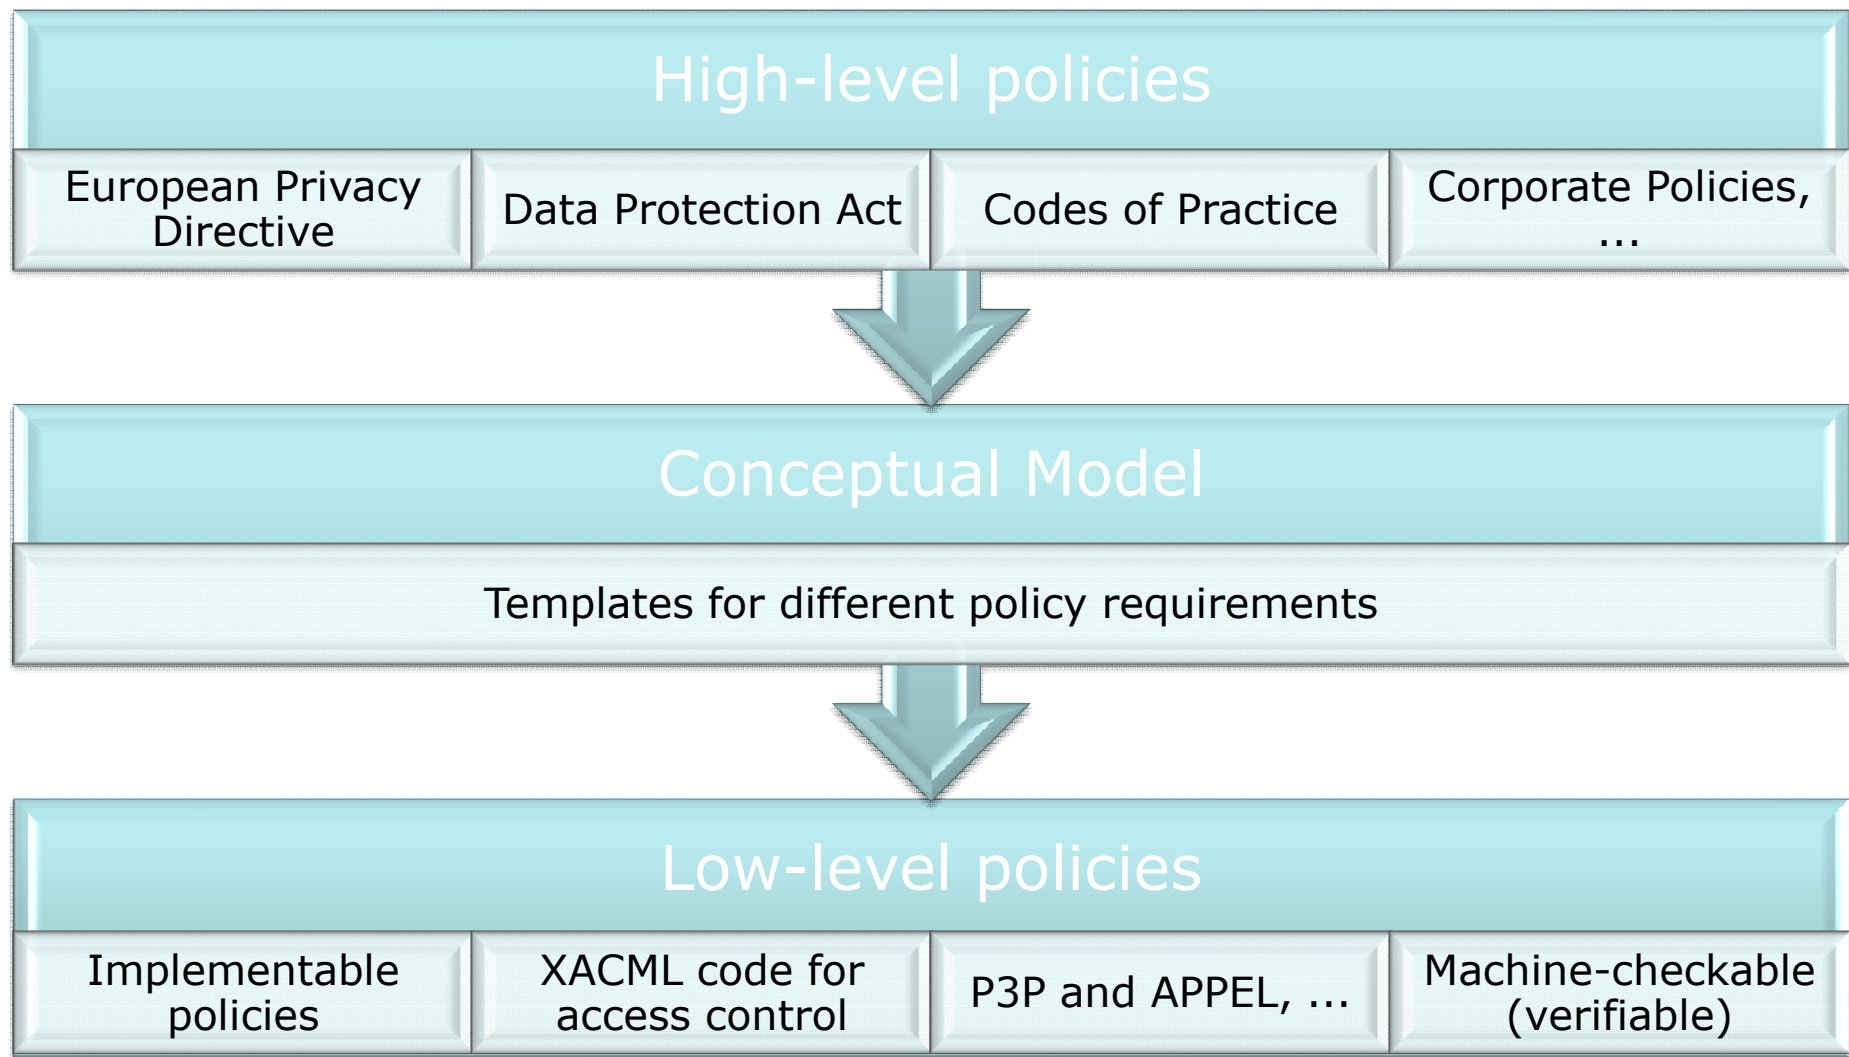 High-level policies
European Privacy
Directive
Data Protection Act
Codes of Practice
Corporate Policies,
...
Conceptual Model
Templates for different policy requirements
Low-level policies
Implementable
policies
XACML code for
access control
P3P and APPEL, ...
Machine-checkable
(verifiable)